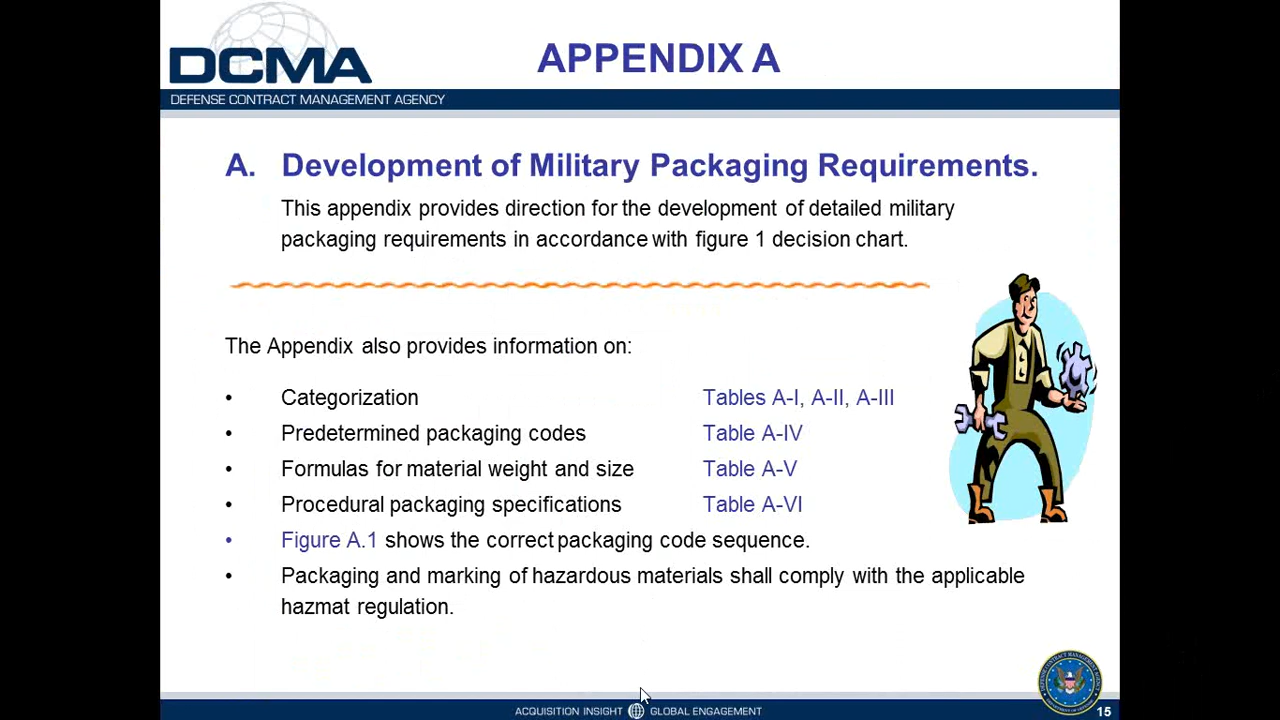 DCMA
DEFENSE CONTRACT MANAGEMENT AGENCY
APPENDIX A
A. Development of Military Packaging Requirements.
This appendix provides direction for the development of detailed military
packaging requirements in accordance with figure 1 decision chart.
The Appendix also provides information on:
• Categorization Tables A-I, A-II, A-III
• Predetermined packaging codes Table A-IV
• Formulas for material weight and size Table A-V
• Procedural packaging specifications Table A-VI
• Figure A.1 shows the correct packaging code sequence.
• Packaging and marking of hazardous materials shall comply with the applicable
hazmat regulation.
ACQUISITION INSIGHT GLOBAL ENGAGEMENT
15